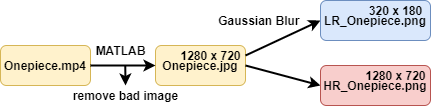 Onepiece.mp4
MATLAB
remove bad image
1280 x 720
Onepiece.jpg
Gaussian Blur
320 x 180
LR_Onepiece.png
1280 x 720
HR_Onepiece.png